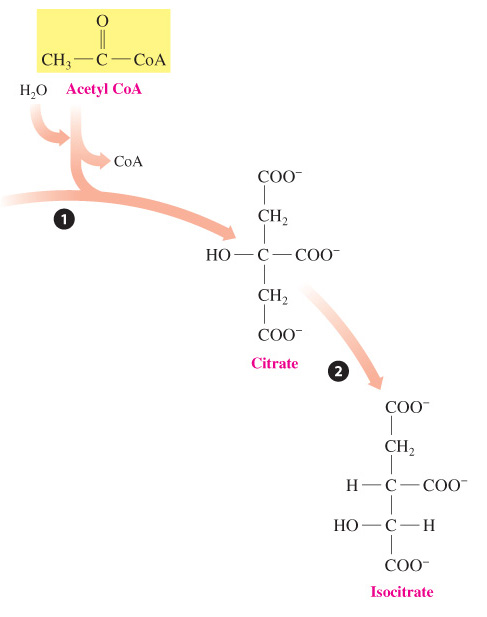 O
CH₃—C—CoA
H₂O Acetyl CoA
CoA
1
COO⁻
CH₂
HO—C—COO⁻
CH₂
COO⁻
Citrate
2
COO⁻
CH₂
H—C—COO⁻
HO—C—H
COO⁻
Isocitrate